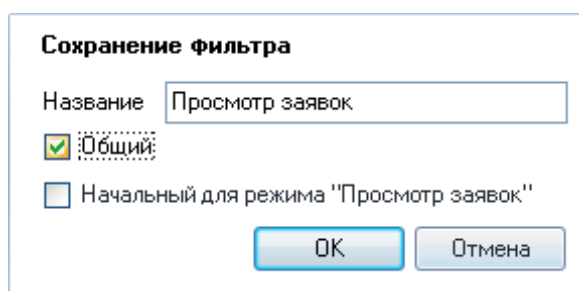 Сохранение фильтра
Название Просмотр заявок
Общий
Начальный для режима "Просмотр заявок"
OK Отмена